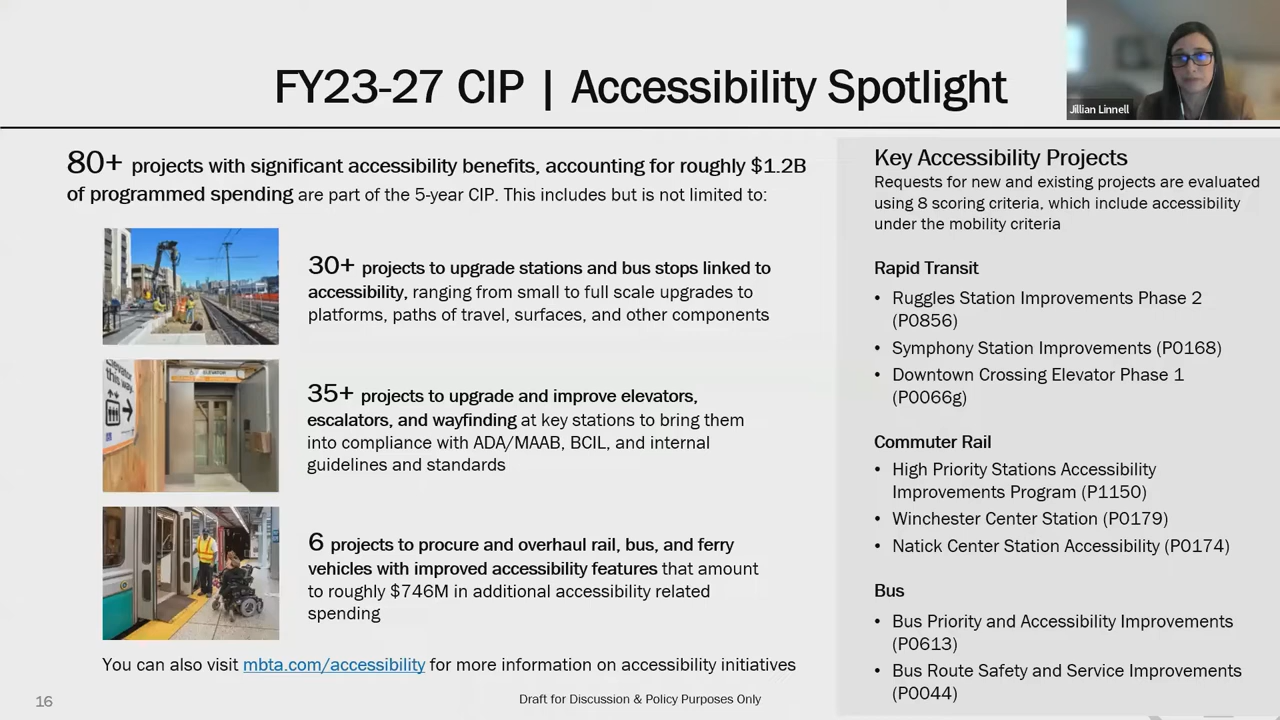 FY23-27 CIP | Accessibility Spotlight
Jillian Linnell
80+ projects with significant accessibility benefits, accounting for roughly $1.2B
of programmed spending are part of the 5-year CIP. This includes but is not limited to:
30+ projects to upgrade stations and bus stops linked to
accessibility, ranging from small to full scale upgrades to
platforms, paths of travel, surfaces, and other components
Elevator
this way
ELEVATOR
35+ projects to upgrade and improve elevators,
escalators, and wayfinding at key stations to bring them
into compliance with ADA/MAAB, BCIL, and internal
guidelines and standards
6 projects to procure and overhaul rail, bus, and ferry
vehicles with improved accessibility features that amount
to roughly $746M in additional accessibility related
spending
You can also visit mbta.com/accessibility for more information on accessibility initiatives
Key Accessibility Projects
Requests for new and existing projects are evaluated
using 8 scoring criteria, which include accessibility
under the mobility criteria
Rapid Transit
• Ruggles Station Improvements Phase 2
(P0856)
• Symphony Station Improvements (P0168)
• Downtown Crossing Elevator Phase 1
(P0066g)
Commuter Rail
• High Priority Stations Accessibility
Improvements Program (P1150)
• Winchester Center Station (P0179)
• Natick Center Station Accessibility (P0174)
Bus
• Bus Priority and Accessibility Improvements
(P0613)
• Bus Route Safety and Service Improvements
(P0044)
16
Draft for Discussion & Policy Purposes Only